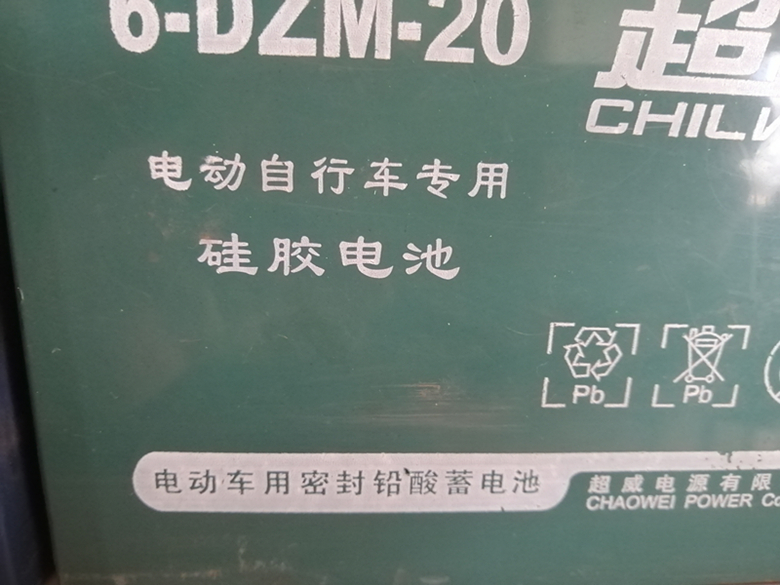 6-DZM-20
超
CHILW
电动自行车专用
硅胶电池
Pb
Pb
电动车用密封铅酸蓄电池
超威电源有限
CHAOWEI POWER Co